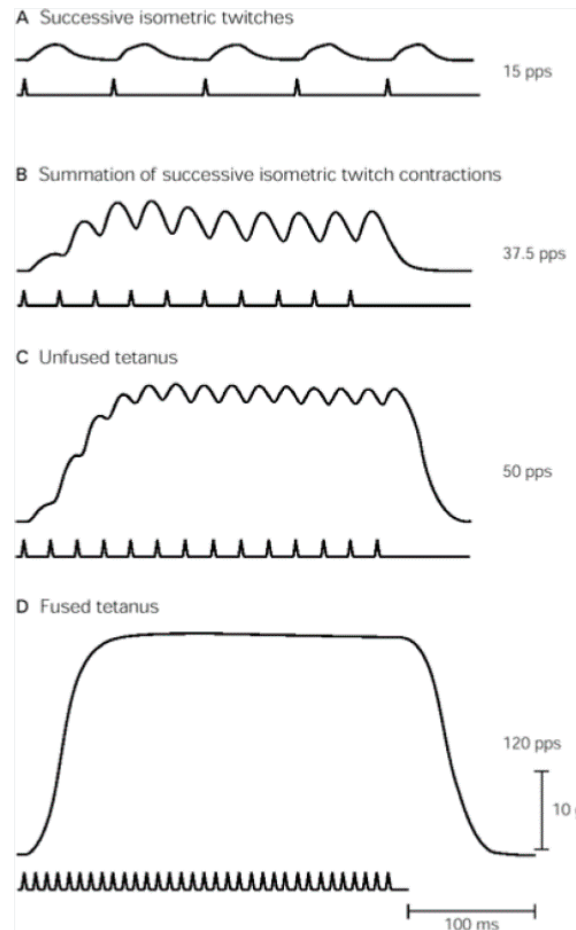 A Successive isometric twitches
15 pps
B Summation of successive isometric twitch contractions
37.5 pps
C Unfused tetanus
50 pps
D Fused tetanus
120 pps
10
100 ms